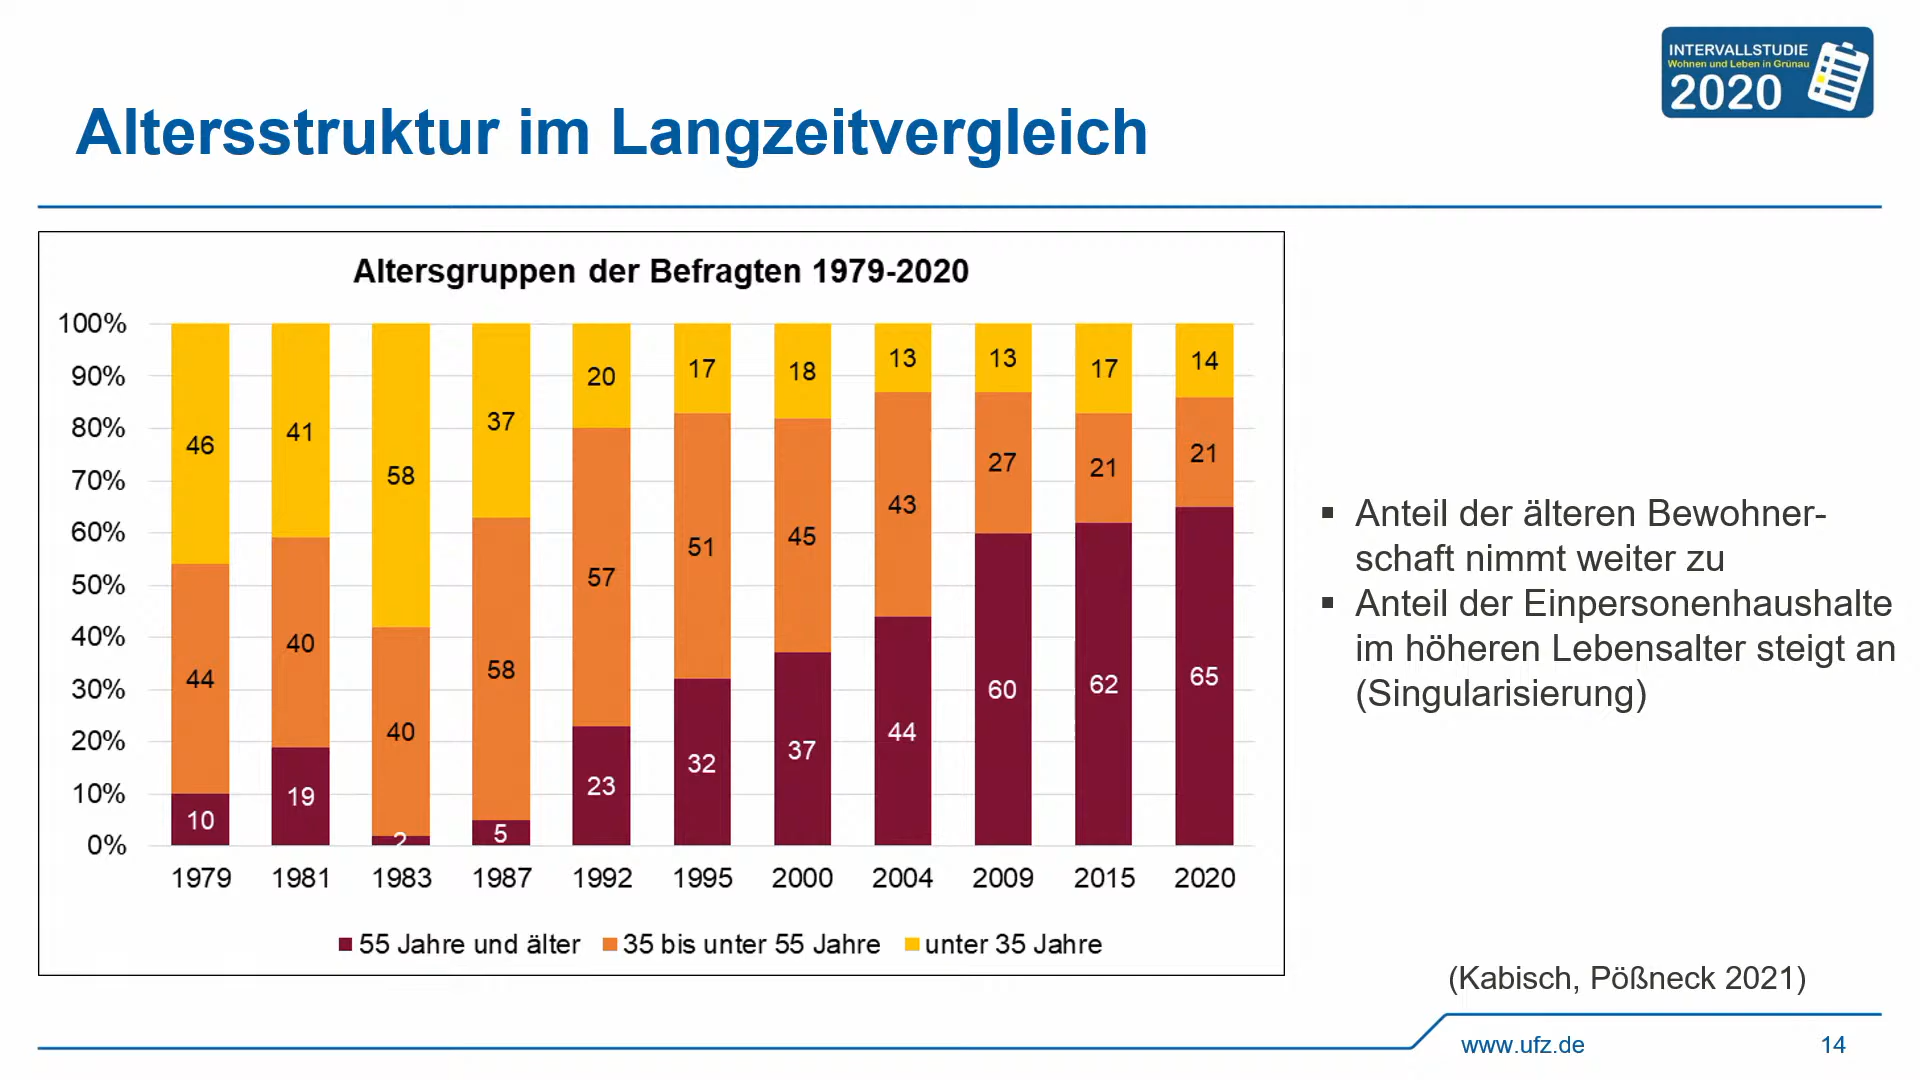 INTERVALLSTUDIE
Wohnen und Leben in Grünau
2020
Altersstruktur im Langzeitvergleich
Altersgruppen der Befragten 1979-2020
100%
90%
80%
70%
60%
50%
40%
30%
20%
10%
0%
46 41 58 37 20 17 18 13 13 17 14
44 40 40 58 57 51 45 43 27 21 21
10 19 2 5 23 32 37 44 60 62 65
1979 1981 1983 1987 1992 1995 2000 2004 2009 2015 2020
55 Jahre und älter 35 bis unter 55 Jahre unter 35 Jahre
▪ Anteil der älteren Bewohner-
schaft nimmt weiter zu
▪ Anteil der Einpersonenhaushalte
im höheren Lebensalter steigt an
(Singularisierung)
(Kabisch, Pößneck 2021)
www.ufz.de 14